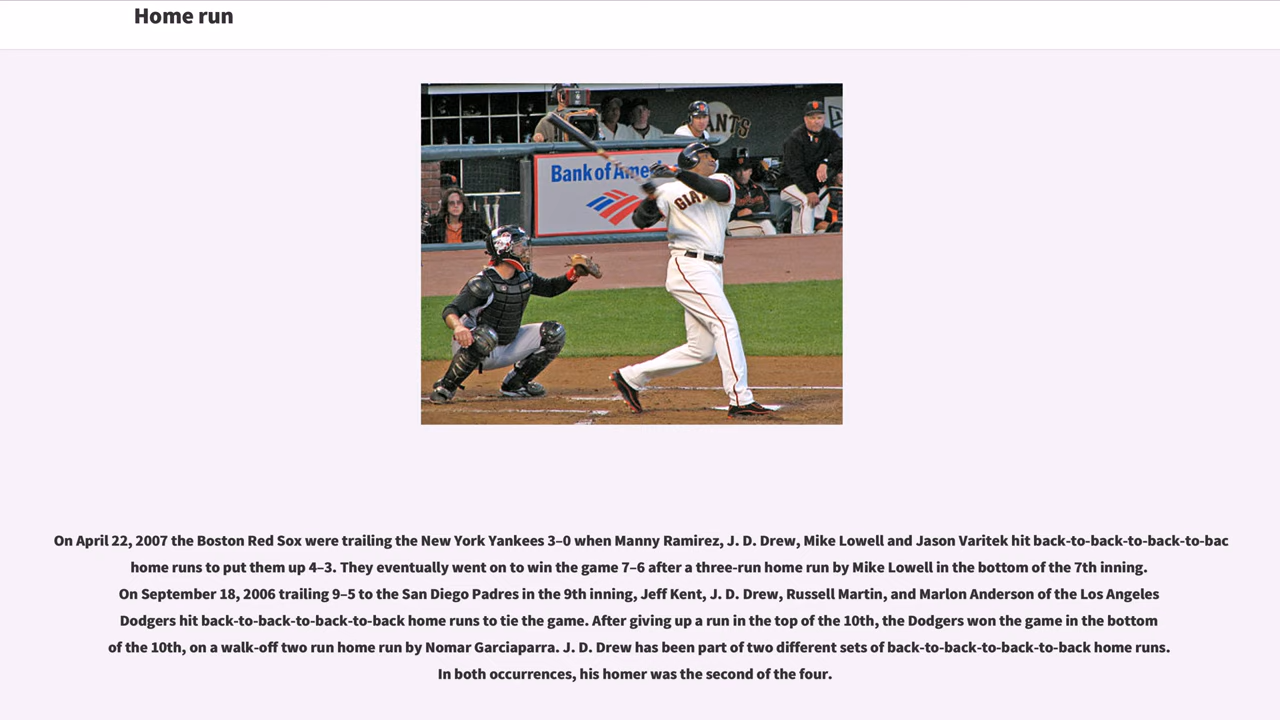 Home run
ANTS
Bank of Ame
GIA
On April 22, 2007 the Boston Red Sox were trailing the New York Yankees 3–0 when Manny Ramirez, J. D. Drew, Mike Lowell and Jason Varitek hit back-to-back-to-back-to-bac
home runs to put them up 4–3. They eventually went on to win the game 7–6 after a three-run home run by Mike Lowell in the bottom of the 7th inning.
On September 18, 2006 trailing 9–5 to the San Diego Padres in the 9th inning, Jeff Kent, J. D. Drew, Russell Martin, and Marlon Anderson of the Los Angeles
Dodgers hit back-to-back-to-back-to-back home runs to tie the game. After giving up a run in the top of the 10th, the Dodgers won the game in the bottom
of the 10th, on a walk-off two run home run by Nomar Garciaparra. J. D. Drew has been part of two different sets of back-to-back-to-back-to-back home runs.
In both occurrences, his homer was the second of the four.